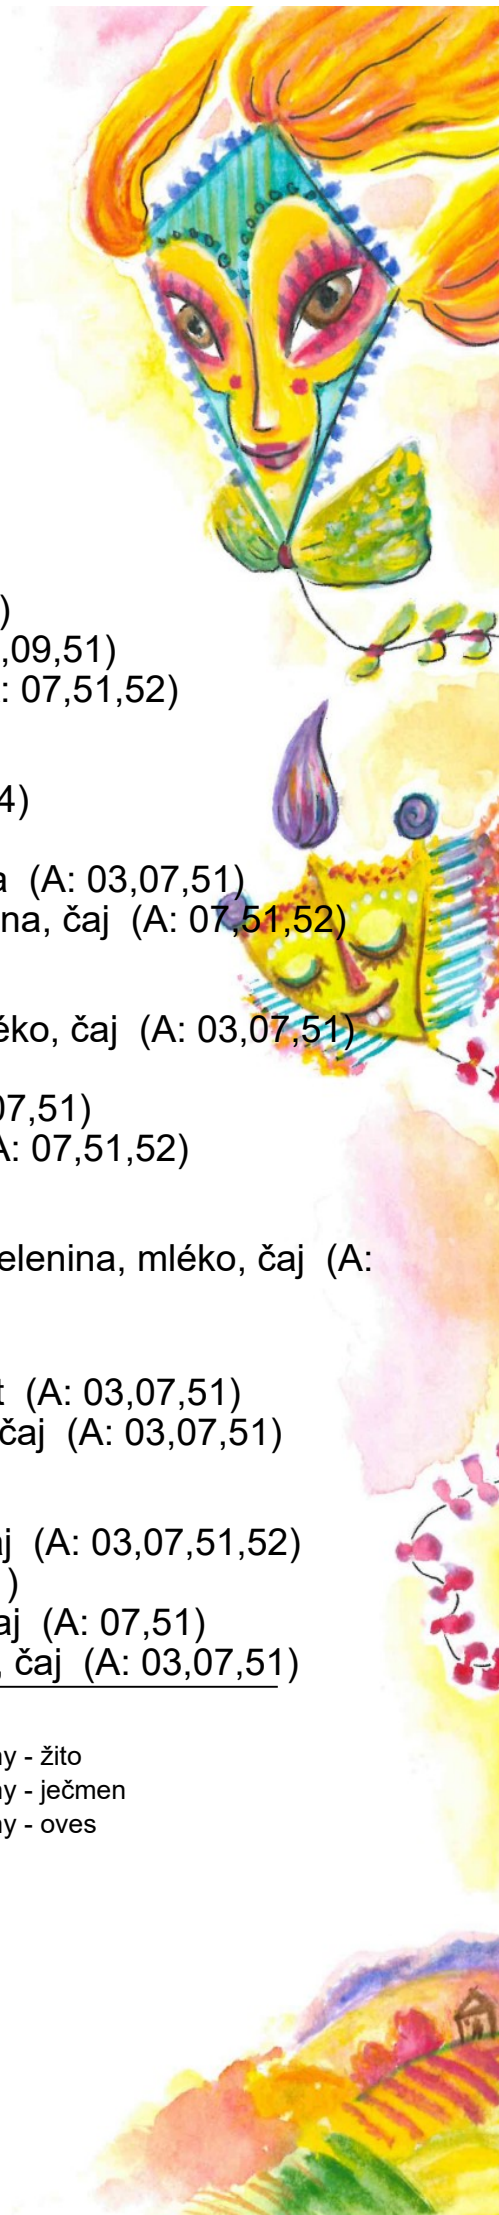 )
,09,51)
: 07,51,52)
4)
a (A: 03,07,51)
na, čaj (A: 07,51,52)
éko, čaj (A: 03,07,51)
07,51)
A: 07,51,52)
elenina, mléko, čaj (A:
t (A: 03,07,51)
čaj (A: 03,07,51)
aj (A: 03,07,51,52)
)
aj (A: 07,51)
, čaj (A: 03,07,51)
ny - žito
ny - ječmen
ny - oves